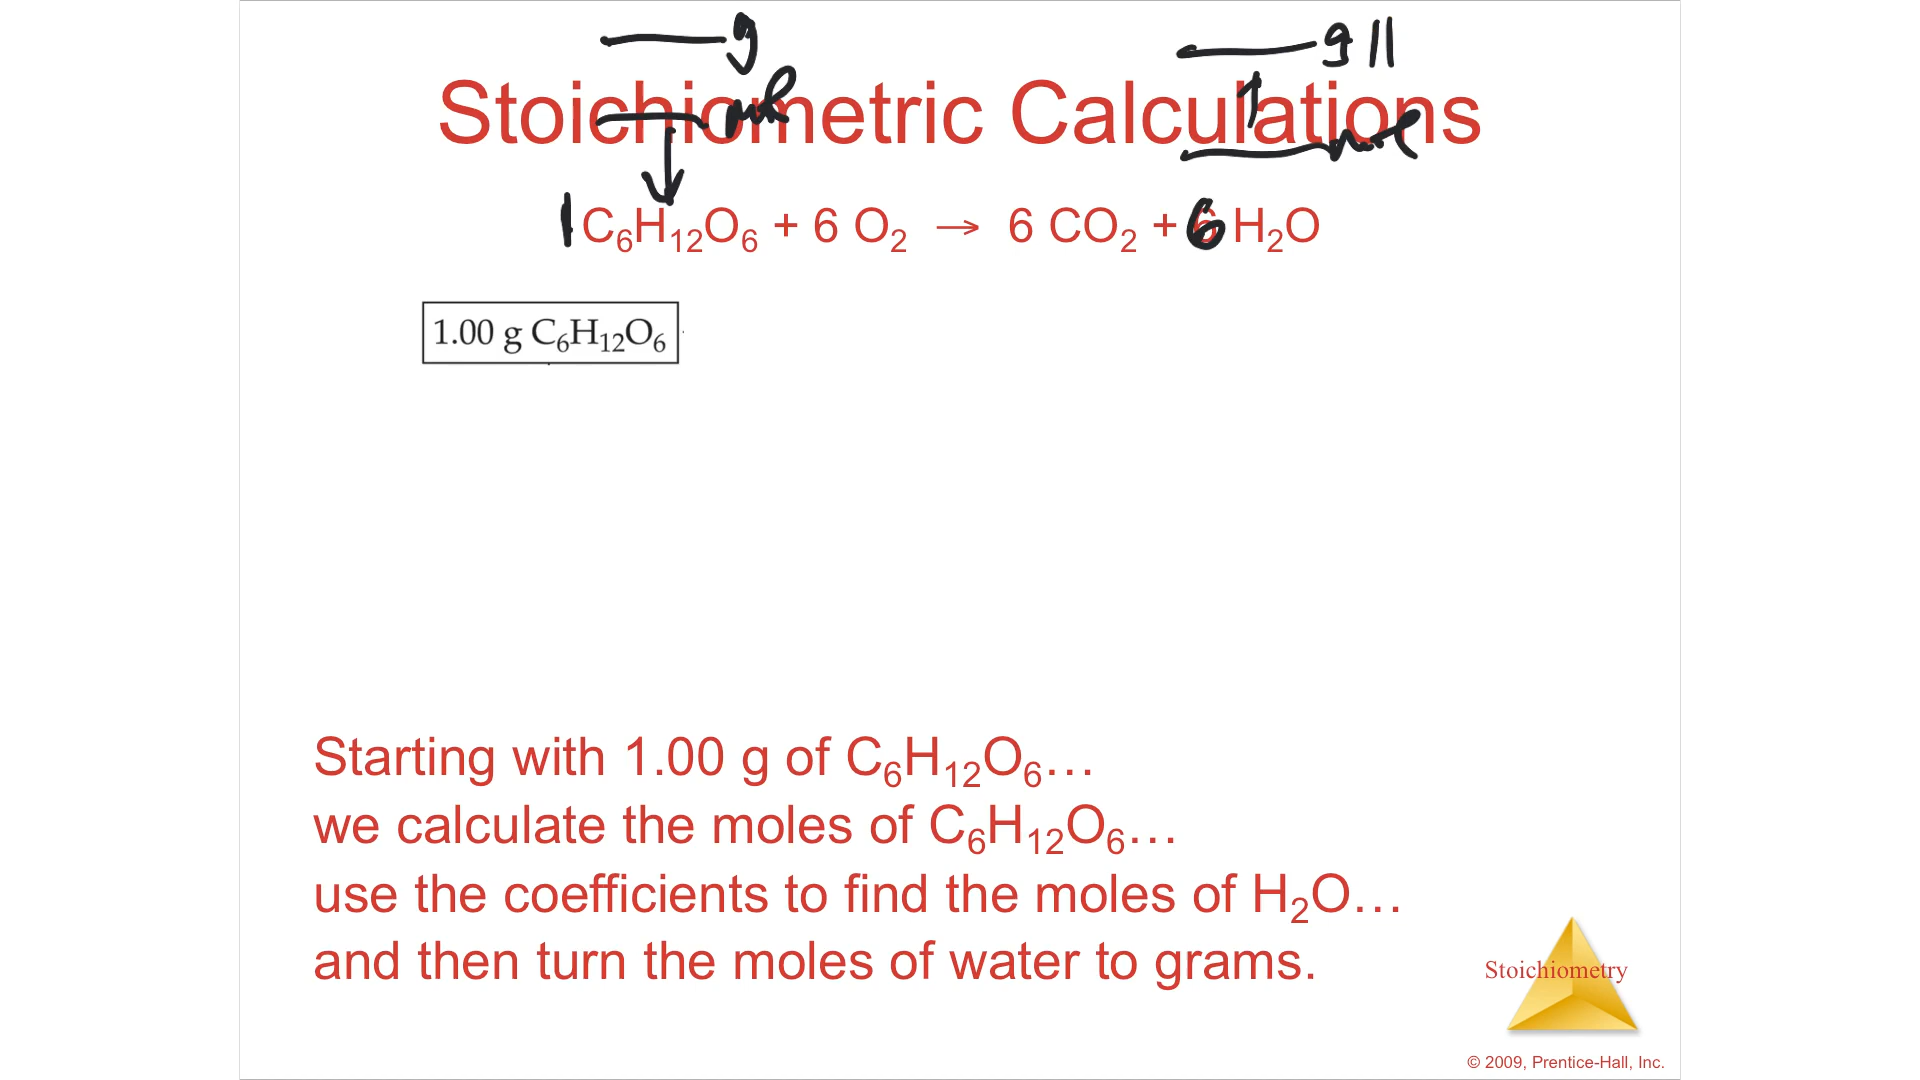 g
g ||
Stoichiometric Calculations
1 C₆H₁₂O₆ + 6 O₂ → 6 CO₂ + 6 H₂O
1.00 g C₆H₁₂O₆
Starting with 1.00 g of C₆H₁₂O₆…
we calculate the moles of C₆H₁₂O₆…
use the coefficients to find the moles of H₂O…
and then turn the moles of water to grams.
Stoichiometry
© 2009, Prentice-Hall, Inc.